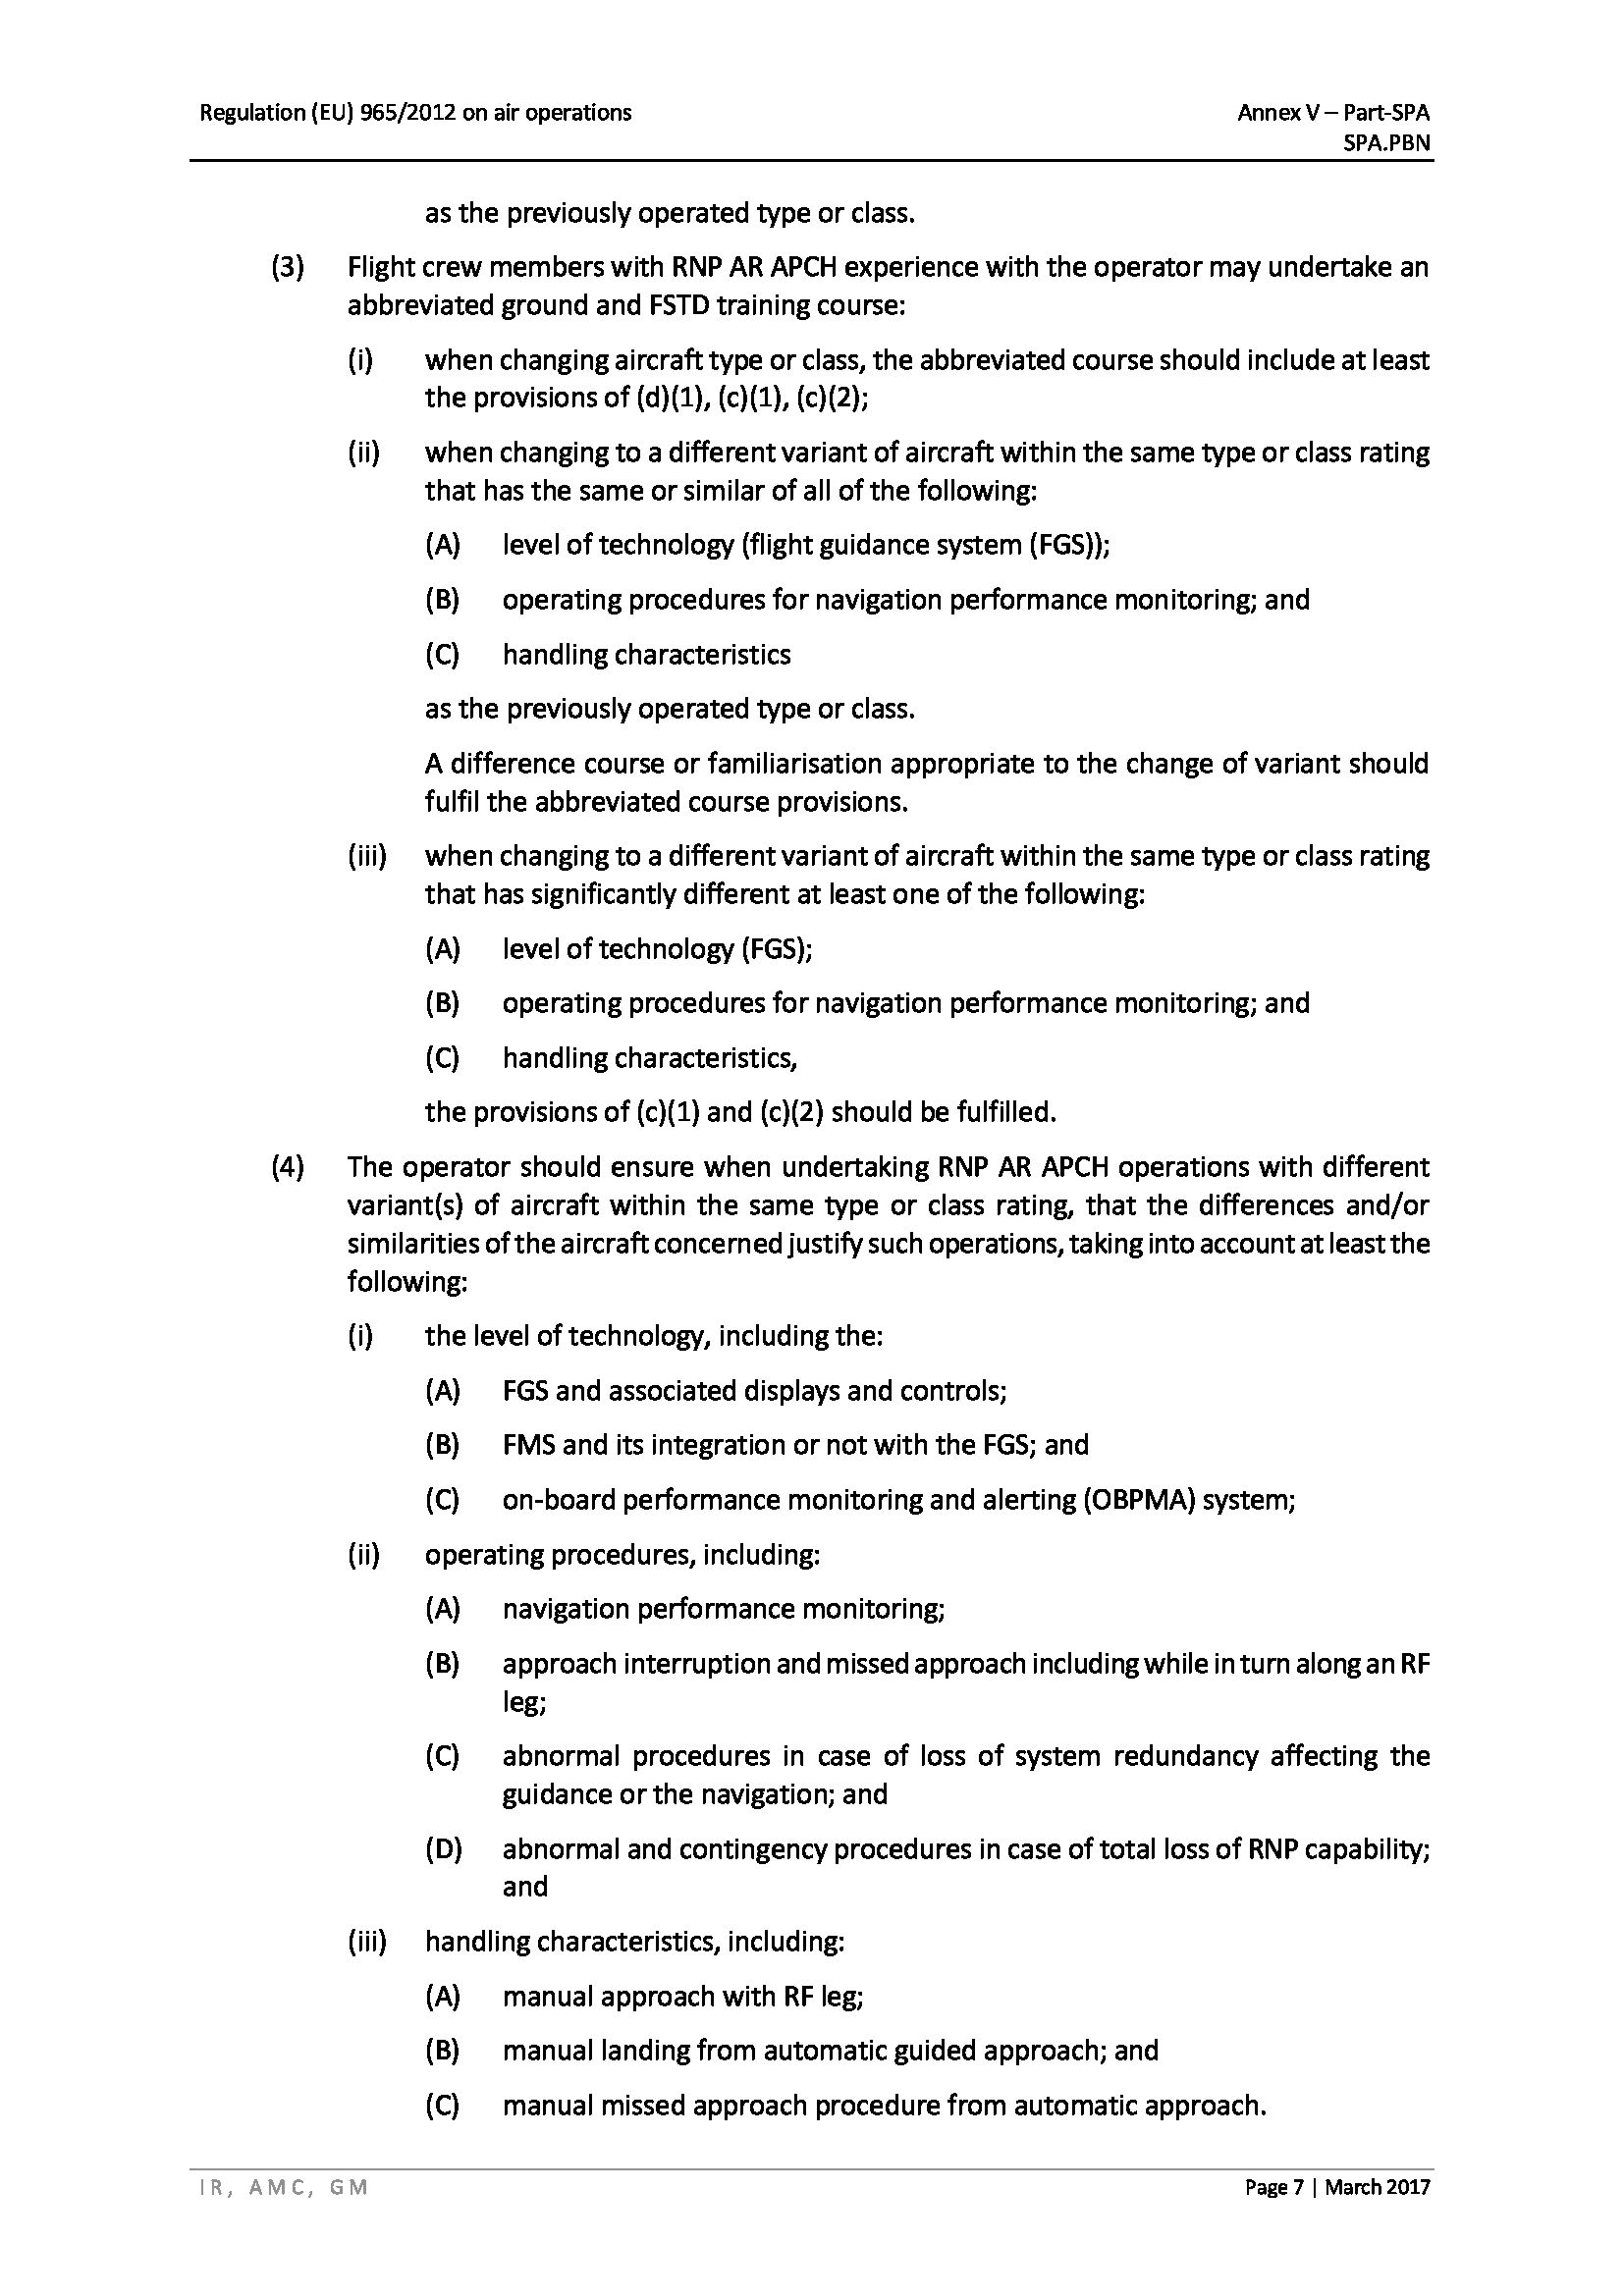 Regulation (EU) 965/2012 on air operations
Annex V – Part-SPA
SPA.PBN
as the previously operated type or class.
(3) Flight crew members with RNP AR APCH experience with the operator may undertake an
abbreviated ground and FSTD training course:
(i) when changing aircraft type or class, the abbreviated course should include at least
the provisions of (d)(1), (c)(1), (c)(2);
(ii) when changing to a different variant of aircraft within the same type or class rating
that has the same or similar of all of the following:
(A) level of technology (flight guidance system (FGS));
(B) operating procedures for navigation performance monitoring; and
(C) handling characteristics
as the previously operated type or class.
A difference course or familiarisation appropriate to the change of variant should
fulfil the abbreviated course provisions.
(iii) when changing to a different variant of aircraft within the same type or class rating
that has significantly different at least one of the following:
(A) level of technology (FGS);
(B) operating procedures for navigation performance monitoring; and
(C) handling characteristics,
the provisions of (c)(1) and (c)(2) should be fulfilled.
(4) The operator should ensure when undertaking RNP AR APCH operations with different
variant(s) of aircraft within the same type or class rating, that the differences and/or
similarities of the aircraft concerned justify such operations, taking into account at least the
following:
(i) the level of technology, including the:
(A) FGS and associated displays and controls;
(B) FMS and its integration or not with the FGS; and
(C) on-board performance monitoring and alerting (OBPMA) system;
(ii) operating procedures, including:
(A) navigation performance monitoring;
(B) approach interruption and missed approach including while in turn along an RF
leg;
(C) abnormal procedures in case of loss of system redundancy affecting the
guidance or the navigation; and
(D) abnormal and contingency procedures in case of total loss of RNP capability;
and
(iii) handling characteristics, including:
(A) manual approach with RF leg;
(B) manual landing from automatic guided approach; and
(C) manual missed approach procedure from automatic approach.
IR, AMC, GM
Page 7 | March 2017